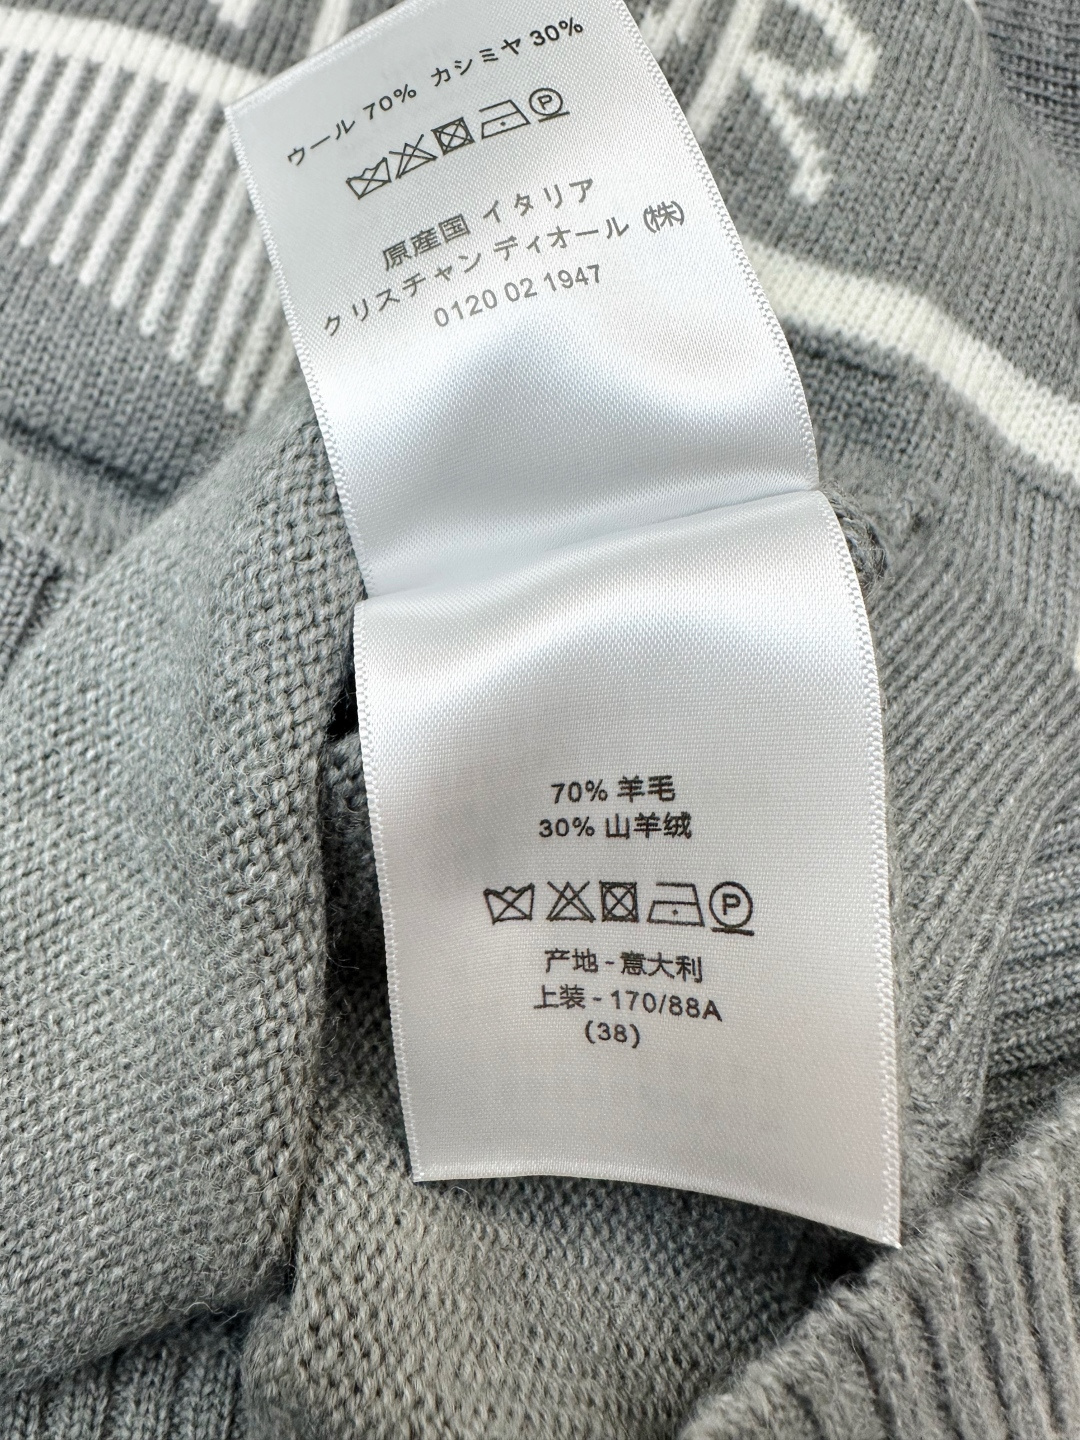 ウール 70% カシミヤ 30%
P
原産国 イタリア
クリスチャン ディオール (株)
0120 02 1947
70% 羊毛
30% 山羊绒
P
产地 - 意大利
上装 - 170/88A
(38)
R